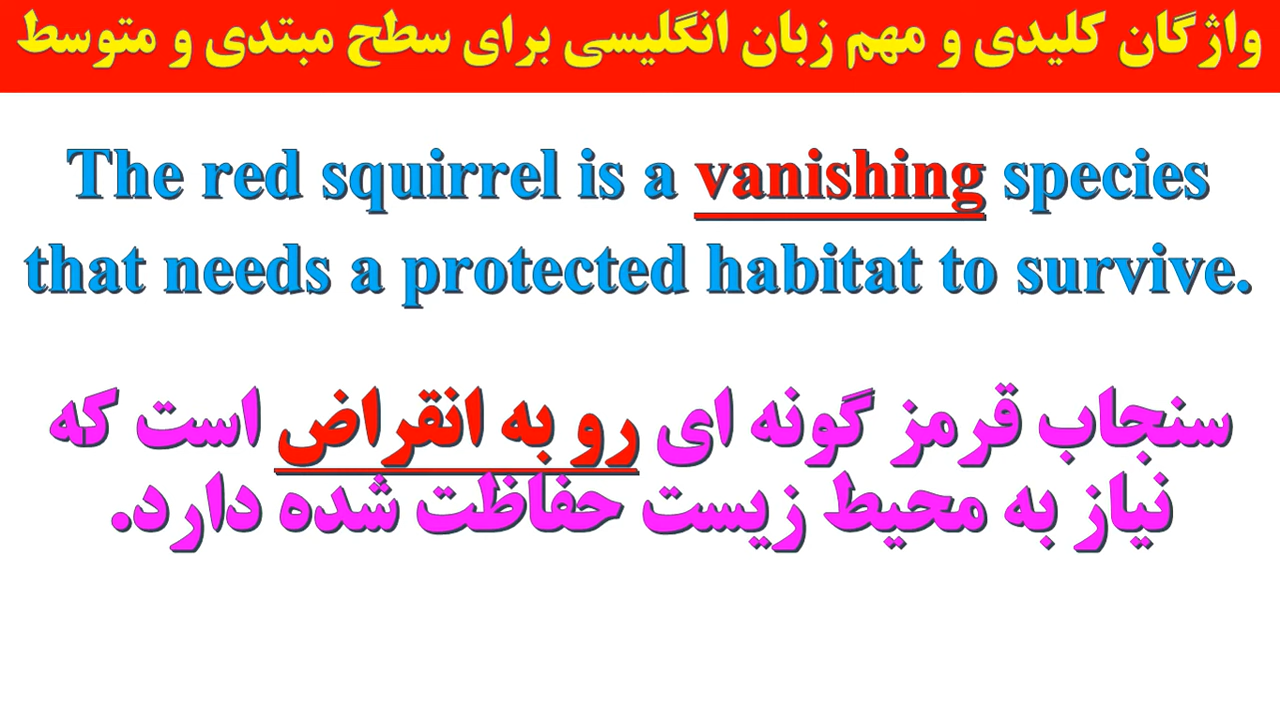 واژگان کلیدی و مهم زبان انگلیسی برای سطح مبتدی و متوسط
The red squirrel is a vanishing species
that needs a protected habitat to survive.
سنجاب قرمز گونه ای رو به انقراض است که
نیاز به محیط زیست حفاظت شده دارد.